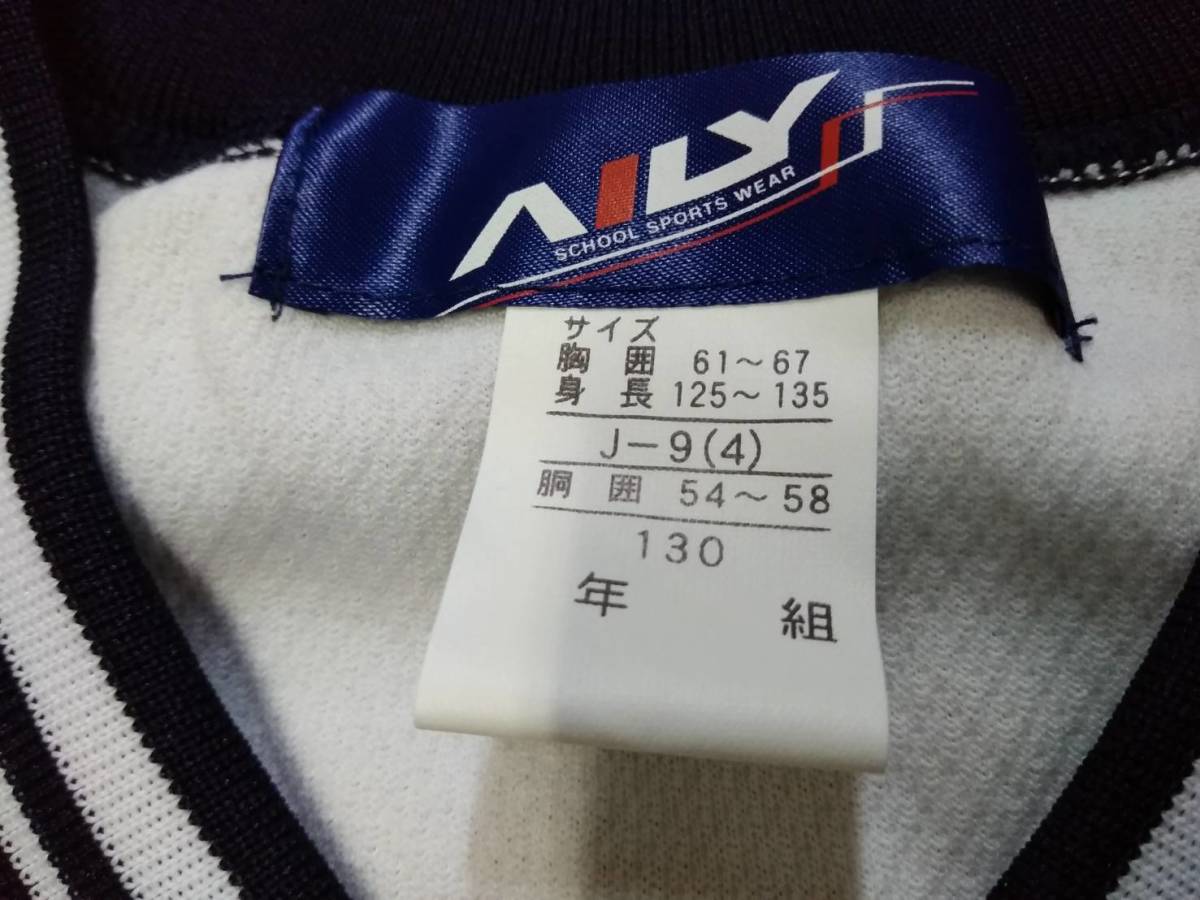 AILY
SCHOOL SPORTS WEAR
サイズ
胸 囲 61～67
身 長 125～135
J－9(4)
胴 囲 54～58
130
年 組